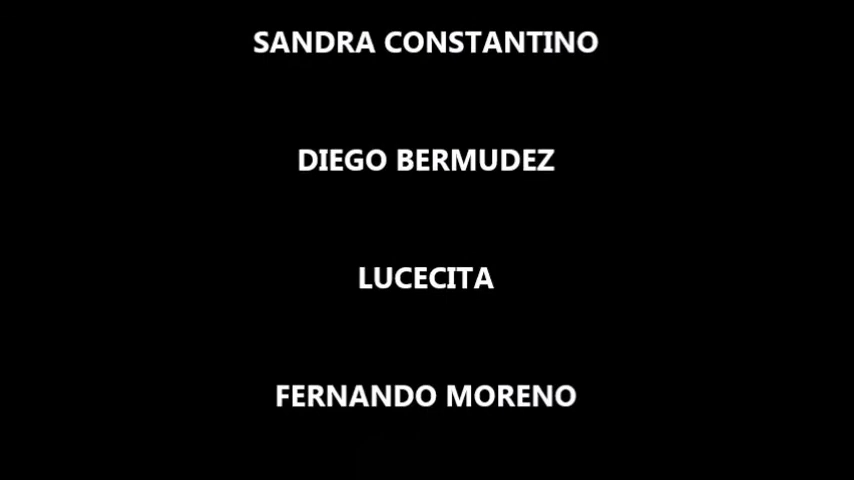 SANDRA CONSTANTINO
DIEGO BERMUDEZ
LUCECITA
FERNANDO MORENO